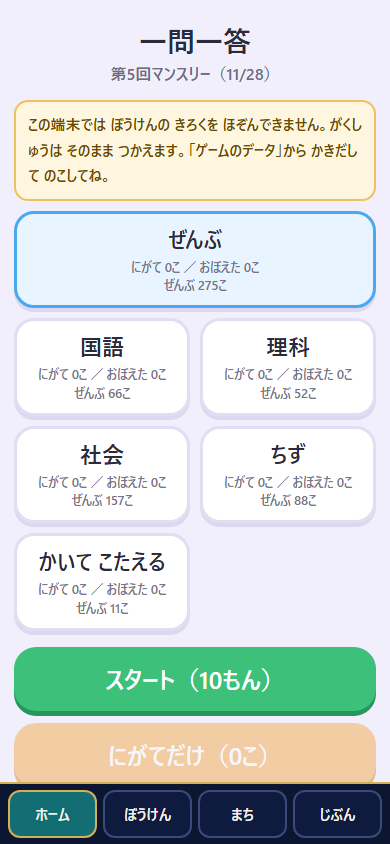 一問一答
第5回マンスリー（11/28）
この端末では ぼうけんの きろくを ほぞんできません。がくし
ゅうは そのまま つかえます。「ゲームのデータ」から かきだし
て のこしてね。
ぜんぶ
にがて 0こ ／ おぼえた 0こ
ぜんぶ 275こ
国語
にがて 0こ ／ おぼえた 0こ
ぜんぶ 66こ
理科
にがて 0こ ／ おぼえた 0こ
ぜんぶ 52こ
社会
にがて 0こ ／ おぼえた 0こ
ぜんぶ 157こ
ちず
にがて 0こ ／ おぼえた 0こ
ぜんぶ 88こ
かいて こたえる
にがて 0こ ／ おぼえた 0こ
ぜんぶ 11こ
スタート（10もん）
にがてだけ（0こ）
ホーム
ぼうけん
まち
じぶん